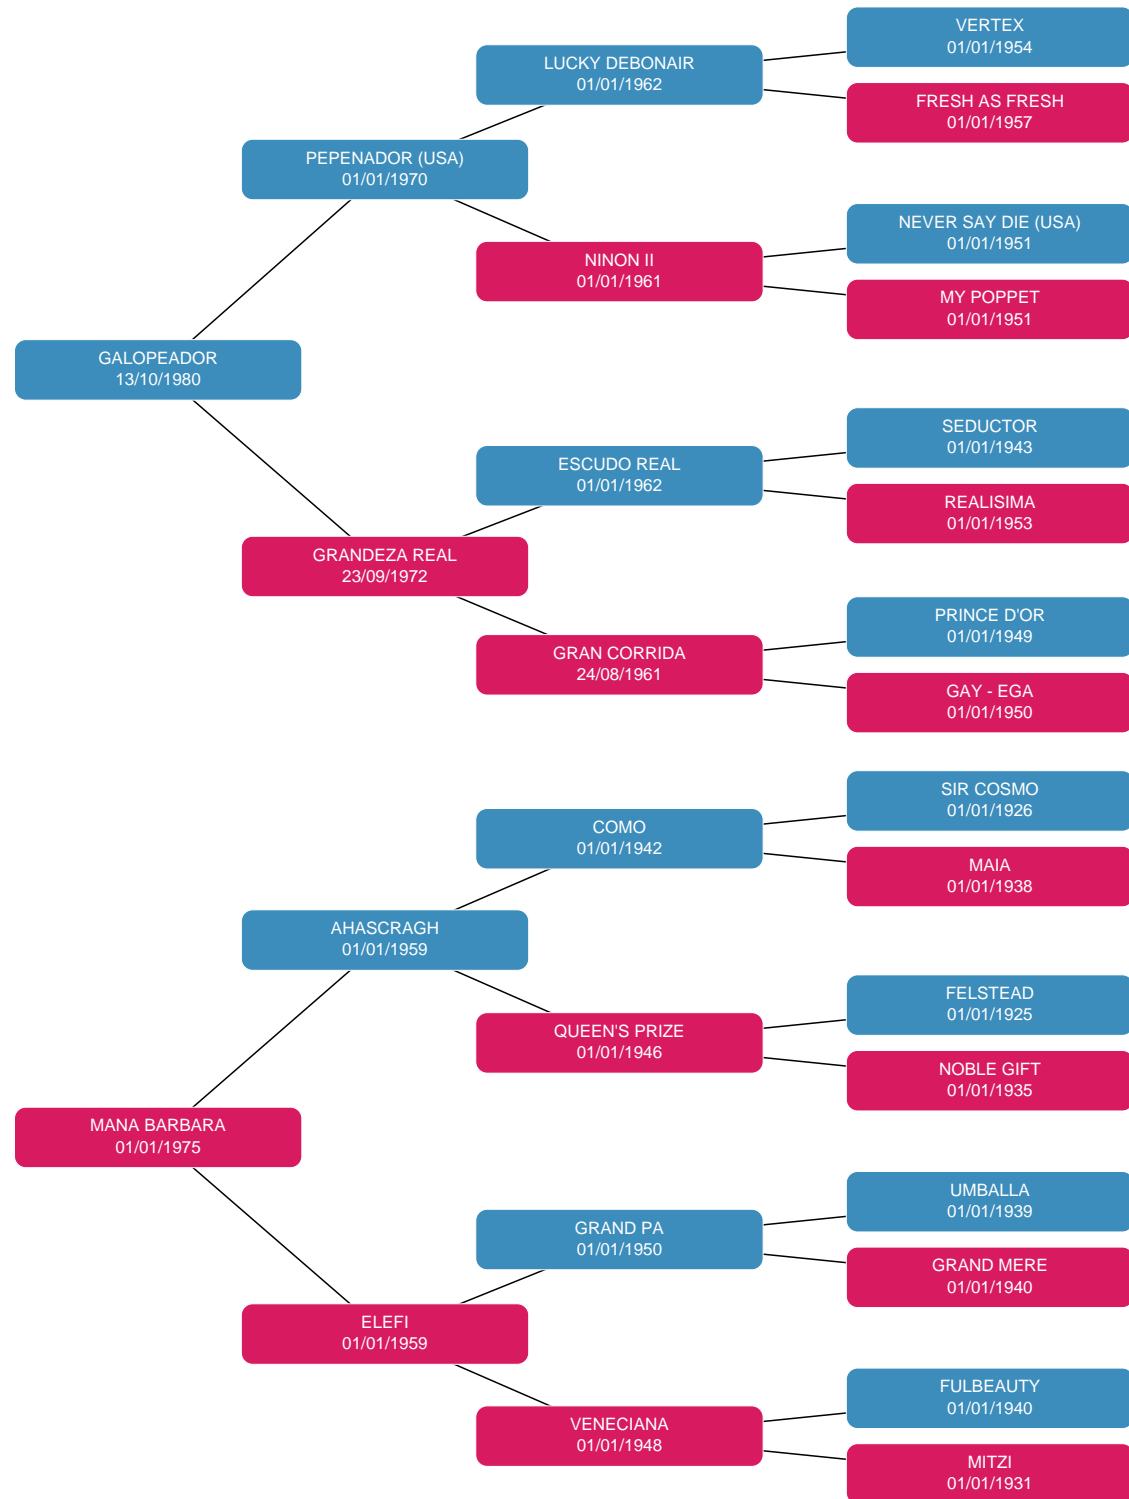 VERTEX
01/01/1954
LUCKY DEBONAIR
01/01/1962
FRESH AS FRESH
01/01/1957
PEPENADOR (USA)
01/01/1970
NEVER SAY DIE (USA)
01/01/1951
NINON II
01/01/1961
MY POPPET
01/01/1951
GALOPEADOR
13/10/1980
SEDUCTOR
01/01/1943
ESCUDO REAL
01/01/1962
REALISIMA
01/01/1953
GRANDEZA REAL
23/09/1972
PRINCE D'OR
01/01/1949
GRAN CORRIDA
24/08/1961
GAY - EGA
01/01/1950
SIR COSMO
01/01/1926
COMO
01/01/1942
MAIA
01/01/1938
AHASCRAGH
01/01/1959
FELSTEAD
01/01/1925
QUEEN'S PRIZE
01/01/1946
NOBLE GIFT
01/01/1935
MANA BARBARA
01/01/1975
UMBALLA
01/01/1939
GRAND PA
01/01/1950
GRAND MERE
01/01/1940
ELEFI
01/01/1959
FULBEAUTY
01/01/1940
VENECIANA
01/01/1948
MITZI
01/01/1931